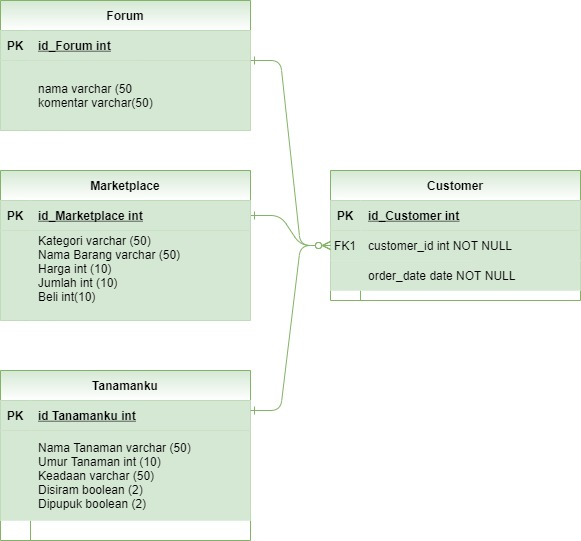 Forum
PK id_Forum int
nama varchar (50
komentar varchar(50)
Marketplace
PK id_Marketplace int
Kategori varchar (50)
Nama Barang varchar (50)
Harga int (10)
Jumlah int (10)
Beli int(10)
Tanamanku
PK id Tanamanku int
Nama Tanaman varchar (50)
Umur Tanaman int (10)
Keadaan varchar (50)
Disiram boolean (2)
Dipupuk boolean (2)
Customer
PK id_Customer int
FK1 customer_id int NOT NULL
order_date date NOT NULL